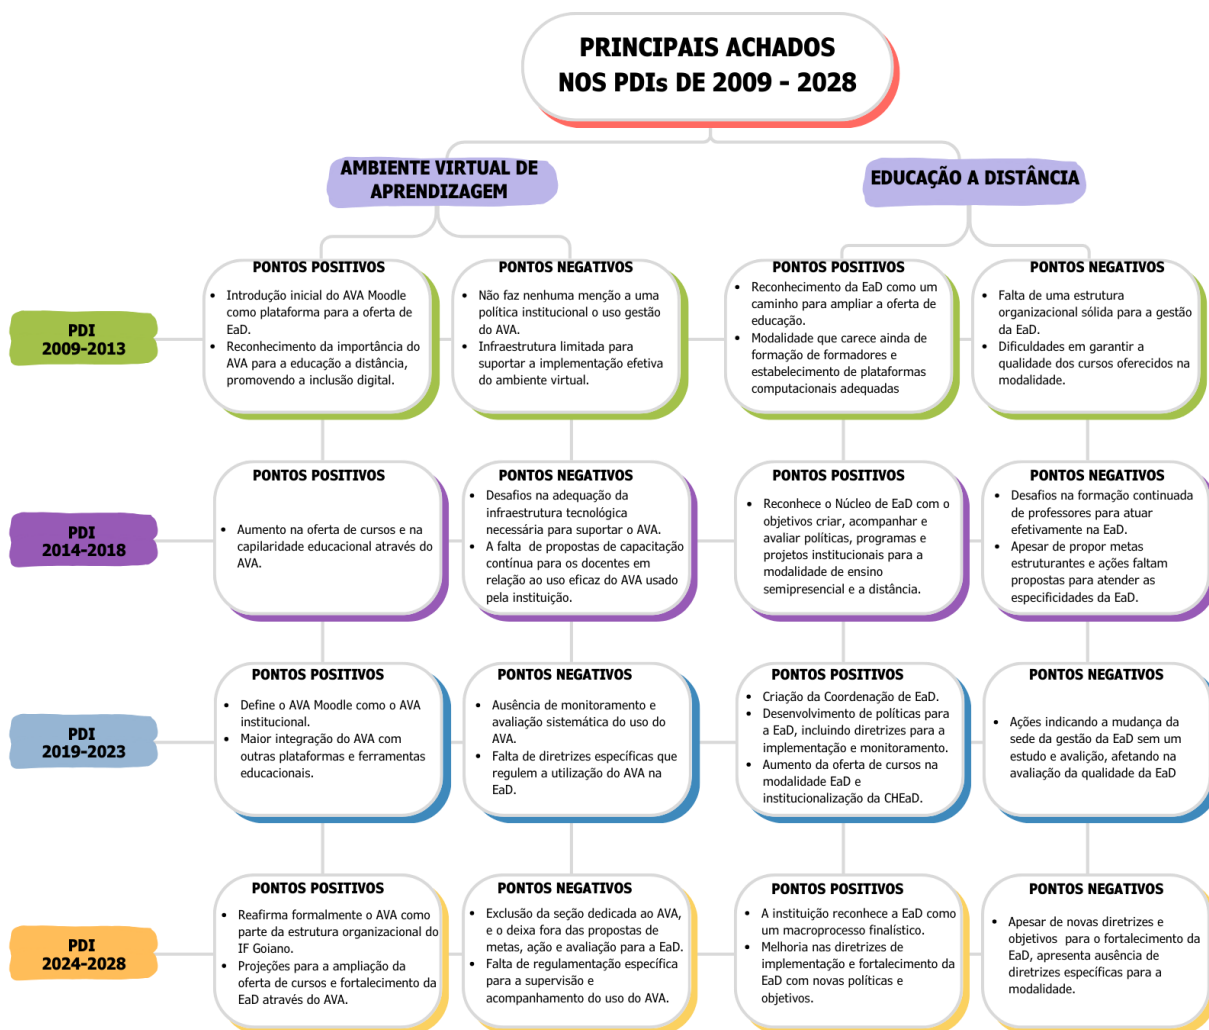 PRINCIPAIS ACHADOS
NOS PDIs DE 2009 - 2028
AMBIENTE VIRTUAL DE
APRENDIZAGEM
EDUCAÇÃO A DISTÂNCIA
PDI
2009-2013
PONTOS POSITIVOS
• Introdução inicial do AVA Moodle
como plataforma para a oferta de
EaD.
• Reconhecimento da importância do
AVA para a educação a distância,
promovendo a inclusão digital.
PONTOS NEGATIVOS
• Não faz nenhuma menção a uma
política institucional o uso gestão
do AVA.
• Infraestrutura limitada para
suportar a implementação efetiva
do ambiente virtual.
PONTOS POSITIVOS
• Reconhecimento da EaD como um
caminho para ampliar a oferta de
educação.
• Modalidade que carece ainda de
formação de formadores e
estabelecimento de plataformas
computacionais adequadas
PONTOS NEGATIVOS
• Falta de uma estrutura
organizacional sólida para a gestão
da EaD.
• Dificuldades em garantir a
qualidade dos cursos oferecidos na
modalidade.
PDI
2014-2018
PONTOS POSITIVOS
• Aumento na oferta de cursos e na
capilaridade educacional através do
AVA.
PONTOS NEGATIVOS
• Desafios na adequação da
infraestrutura tecnológica
necessária para suportar o AVA.
• A falta de propostas de capacitação
contínua para os docentes em
relação ao uso eficaz do AVA usado
pela instituição.
PONTOS POSITIVOS
• Reconhece o Núcleo de EaD com o
objetivos criar, acompanhar e
avaliar políticas, programas e
projetos institucionais para a
modalidade de ensino
semipresencial e a distância.
PONTOS NEGATIVOS
• Desafios na formação continuada
de professores para atuar
efetivamente na EaD.
• Apesar de propor metas
estruturantes e ações faltam
propostas para atender as
especificidades da EaD.
PDI
2019-2023
PONTOS POSITIVOS
• Define o AVA Moodle como o AVA
institucional.
• Maior integração do AVA com
outras plataformas e ferramentas
educacionais.
PONTOS NEGATIVOS
• Ausência de monitoramento e
avaliação sistemática do uso do
AVA.
• Falta de diretrizes específicas que
regulem a utilização do AVA na
EaD.
PONTOS POSITIVOS
• Criação da Coordenação de EaD.
• Desenvolvimento de políticas para
a EaD, incluindo diretrizes para a
implementação e monitoramento.
• Aumento da oferta de cursos na
modalidade EaD e
institucionalização da CHEaD.
PONTOS NEGATIVOS
• Ações indicando a mudança da
sede da gestão da EaD sem um
estudo e avalição, afetando na
avaliação da qualidade da EaD
PDI
2024-2028
PONTOS POSITIVOS
• Reafirma formalmente o AVA como
parte da estrutura organizacional do
IF Goiano.
• Projeções para a ampliação da
oferta de cursos e fortalecimento da
EaD através do AVA.
PONTOS NEGATIVOS
• Exclusão da seção dedicada ao AVA,
e o deixa fora das propostas de
metas, ação e avaliação para a EaD.
• Falta de regulamentação específica
para a supervisão e
acompanhamento do uso do AVA.
PONTOS POSITIVOS
• A instituição reconhece a EaD como
um macroprocesso finalístico.
• Melhoria nas diretrizes de
implementação e fortalecimento da
EaD com novas políticas e
objetivos.
PONTOS NEGATIVOS
• Apesar de novas diretrizes e
objetivos para o fortalecimento da
EaD, apresenta ausência de
diretrizes específicas para a
modalidade.